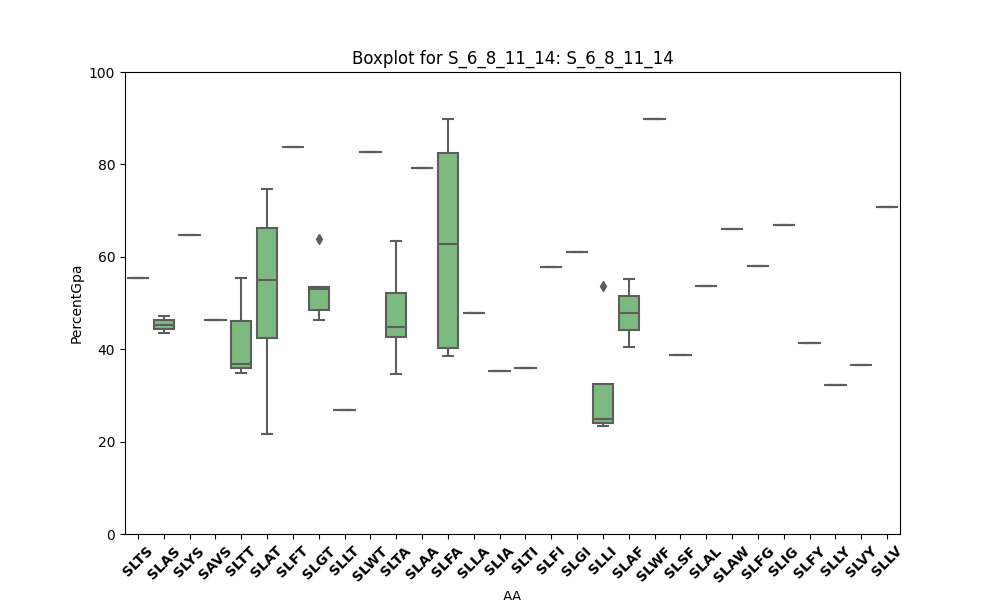 Boxplot for S_6_8_11_14: S_6_8_11_14
100
80
60
40
20
0
PercentGpa
SLTS SLAS SLYS SAVS SLTT SLAT SLFT SLGT SLLT SLWT SLTA SLAA SLFA SLLA SLIA SLTI SLFI SLGI SLLI SLAF SLWF SLSF SLAL SLAW SLFG SLIG SLFY SLLY SLVY SLLV
AA